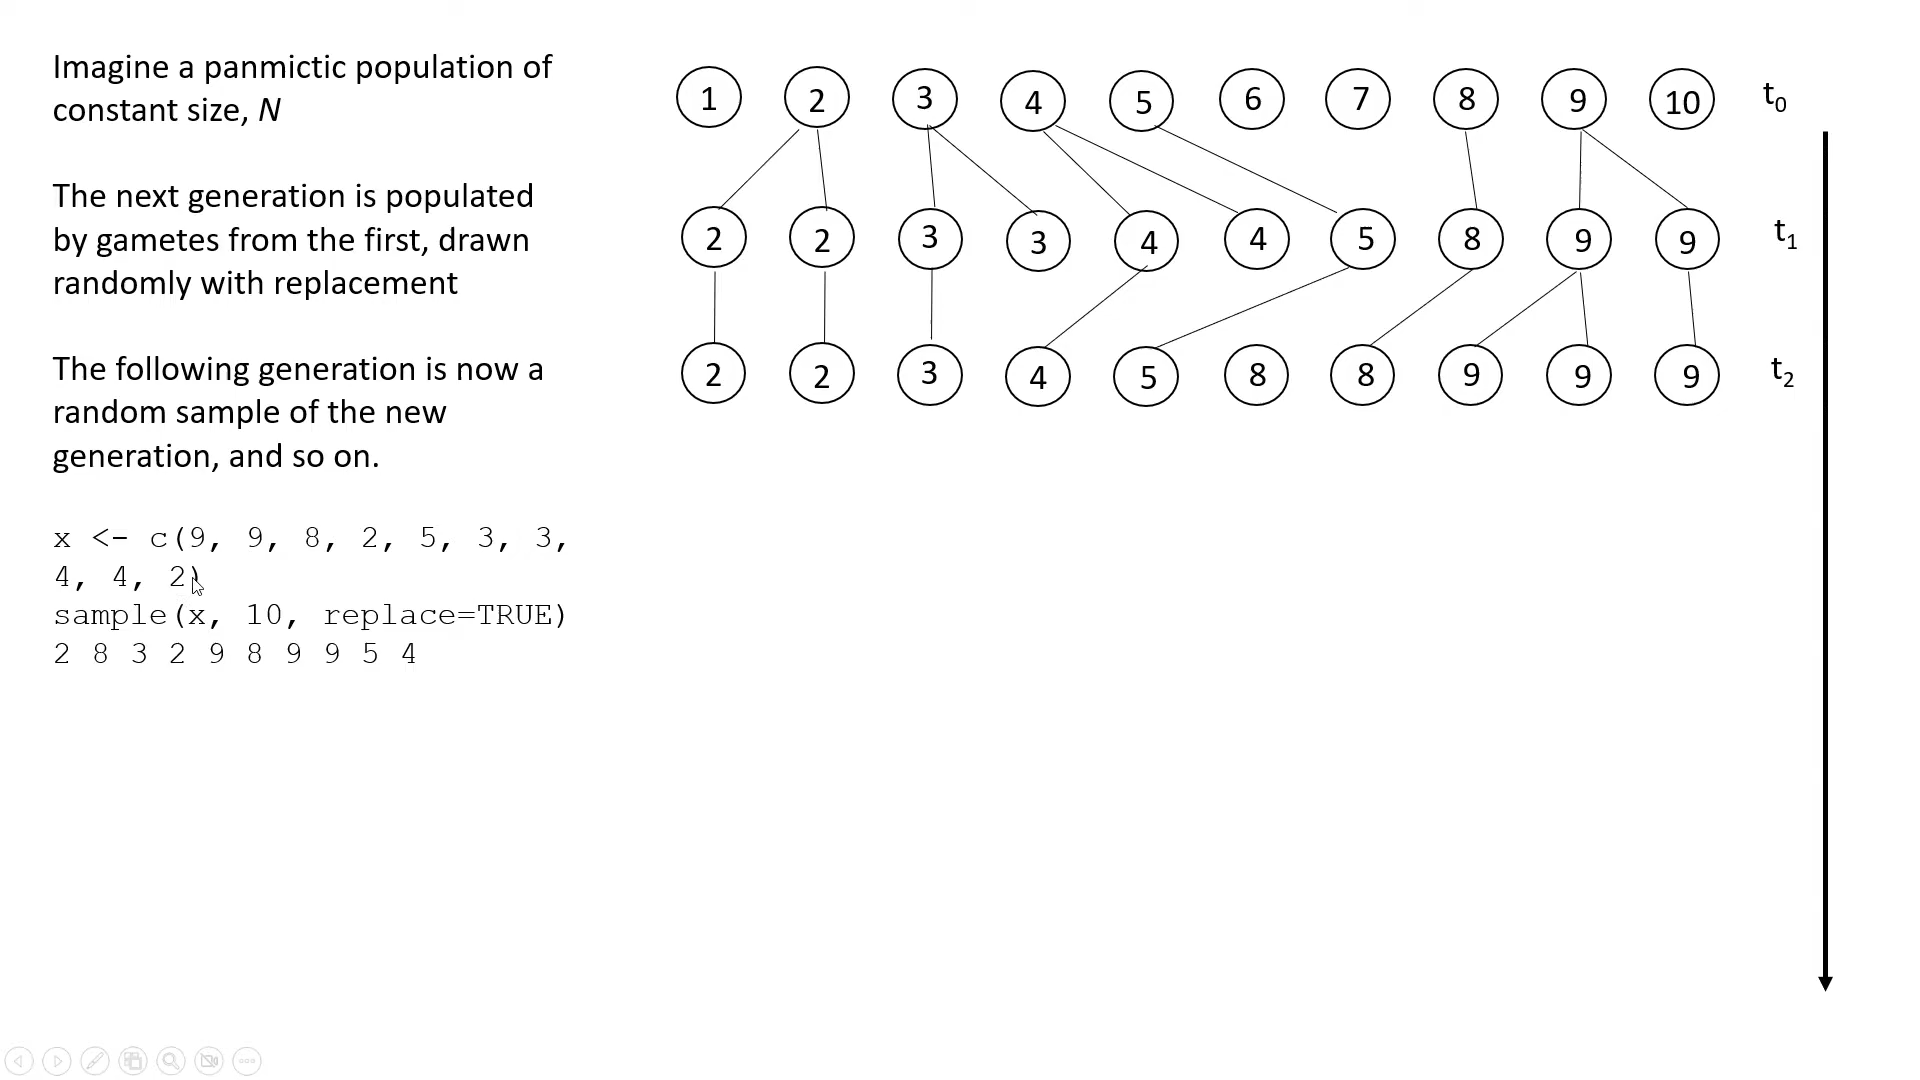 Imagine a panmictic population of
constant size, N
The next generation is populated
by gametes from the first, drawn
randomly with replacement
The following generation is now a
random sample of the new
generation, and so on.
x <- c(9, 9, 8, 2, 5, 3, 3,
4, 4, 2)
sample(x, 10, replace=TRUE)
2 8 3 2 9 8 9 9 5 4
1 2 3 4 5 6 7 8 9 10 t0
2 2 3 3 4 4 5 8 9 9 t1
2 2 3 4 5 8 8 9 9 9 t2